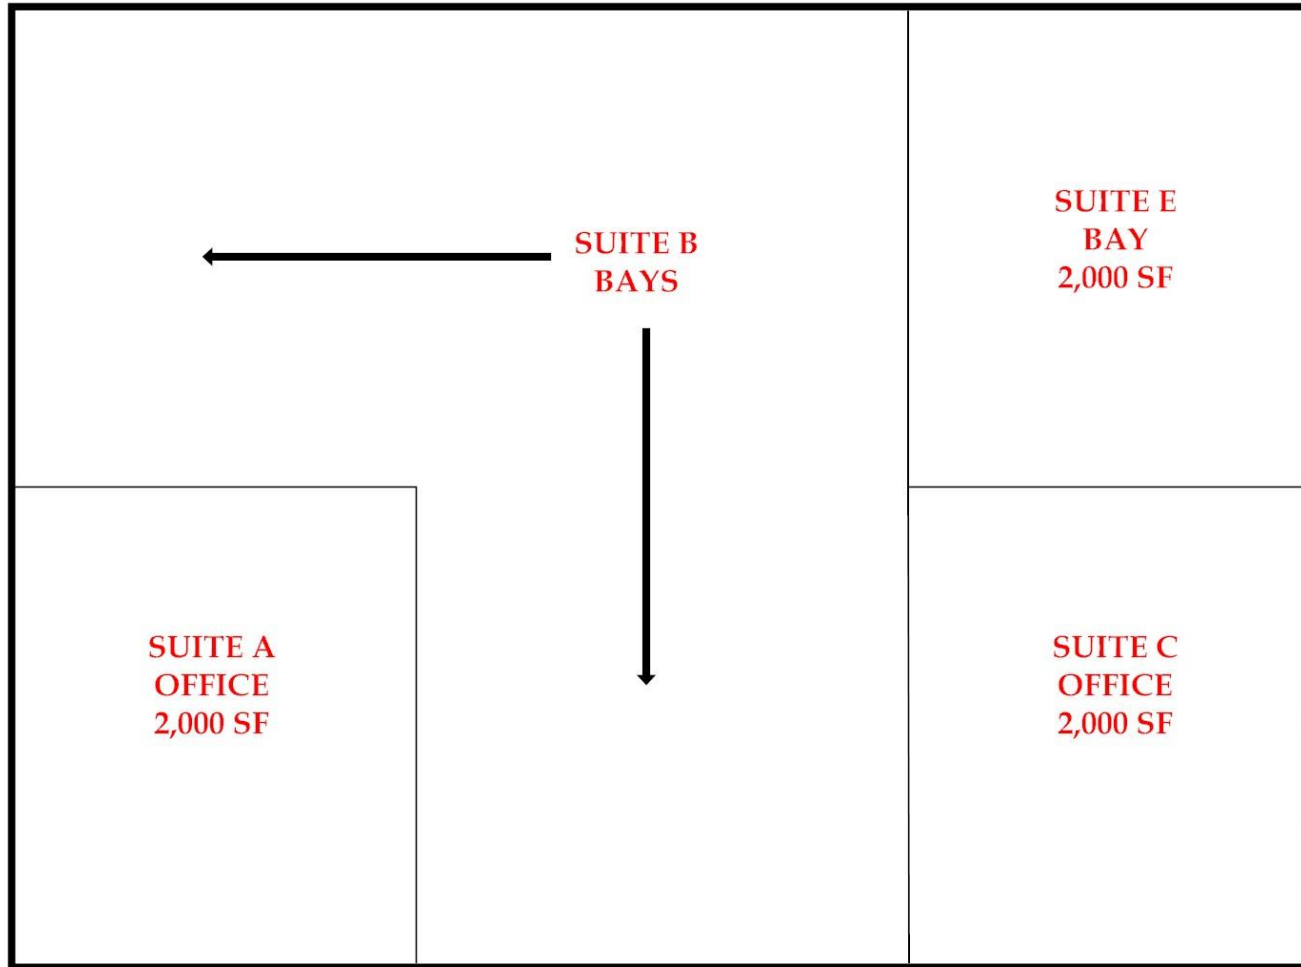 SUITE B
BAYS
SUITE E
BAY
2,000 SF
SUITE A
OFFICE
2,000 SF
SUITE C
OFFICE
2,000 SF